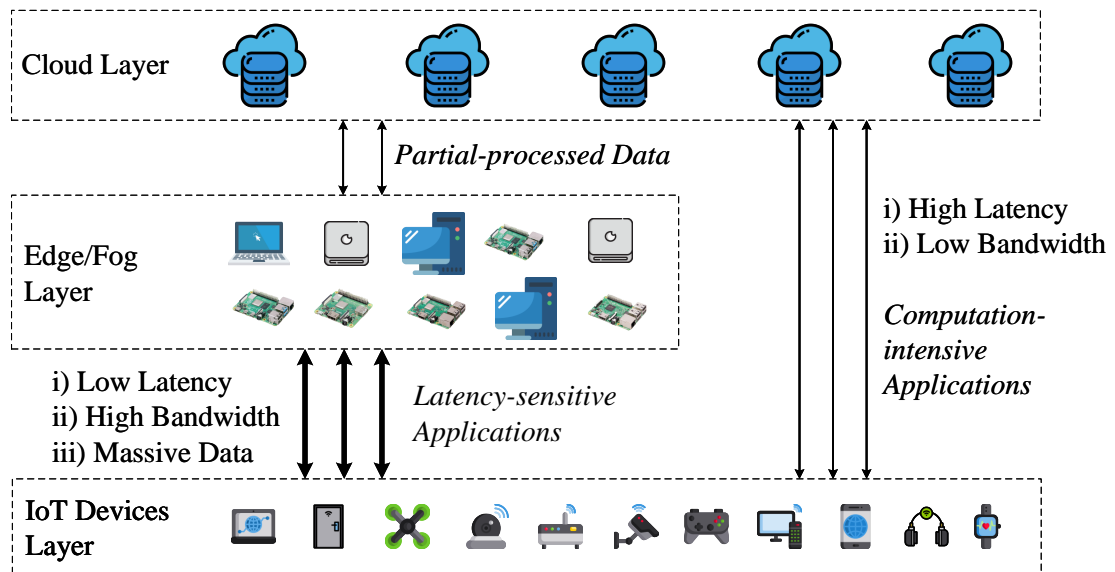 Cloud Layer
Partial-processed Data
i) High Latency
ii) Low Bandwidth
Edge/Fog
Layer
Computation-
intensive
Applications
i) Low Latency
ii) High Bandwidth
iii) Massive Data
Latency-sensitive
Applications
IoT Devices
Layer